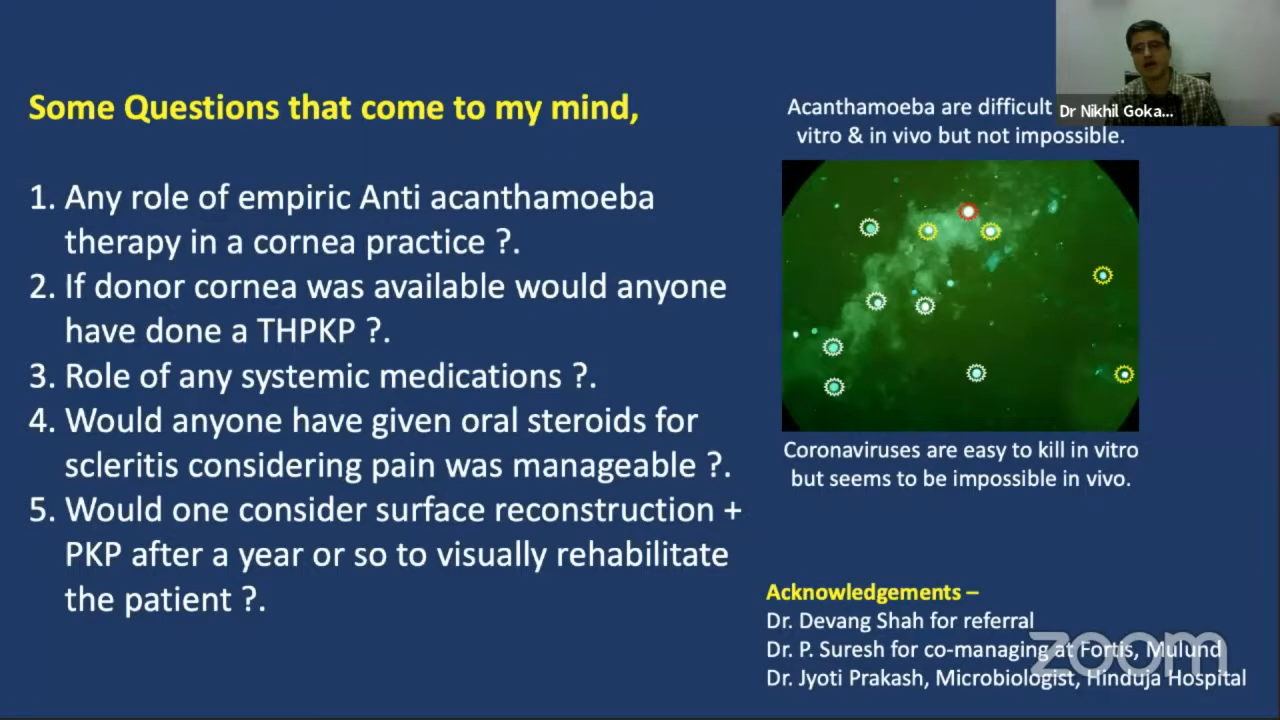 Some Questions that come to my mind,
1. Any role of empiric Anti acanthamoeba
therapy in a cornea practice ?.
2. If donor cornea was available would anyone
have done a THPKP ?.
3. Role of any systemic medications ?.
4. Would anyone have given oral steroids for
scleritis considering pain was manageable ?.
5. Would one consider surface reconstruction +
PKP after a year or so to visually rehabilitate
the patient ?.
Dr Nikhil Goka...
Acanthamoeba are difficult
vitro & in vivo but not impossible.
Coronaviruses are easy to kill in vitro
but seems to be impossible in vivo.
Acknowledgements –
Dr. Devang Shah for referral
Dr. P. Suresh for co-managing at Fortis, Mulund
Dr. Jyoti Prakash, Microbiologist, Hinduja Hospital
zoom